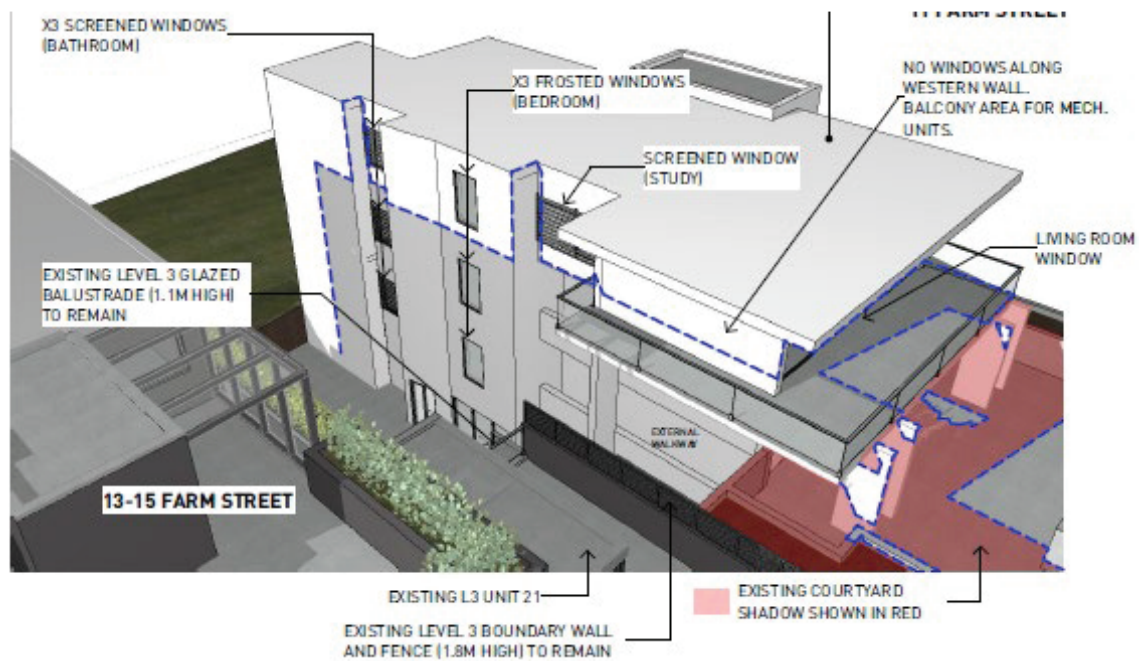 X3 SCREENED WINDOWS
(BATHROOM)
11 FARM STREET
X3 FROSTED WINDOWS
(BEDROOM)
NO WINDOWS ALONG
WESTERN WALL.
BALCONY AREA FOR MECH.
UNITS.
SCREENED WINDOW
(STUDY)
LIVING ROOM
WINDOW
EXISTING LEVEL 3 GLAZED
BALUSTRADE (1.1M HIGH)
TO REMAIN
EXTERNAL
WALKWAY
13-15 FARM STREET
EXISTING L3 UNIT 21
EXISTING COURTYARD
SHADOW SHOWN IN RED
EXISTING LEVEL 3 BOUNDARY WALL
AND FENCE (1.8M HIGH) TO REMAIN